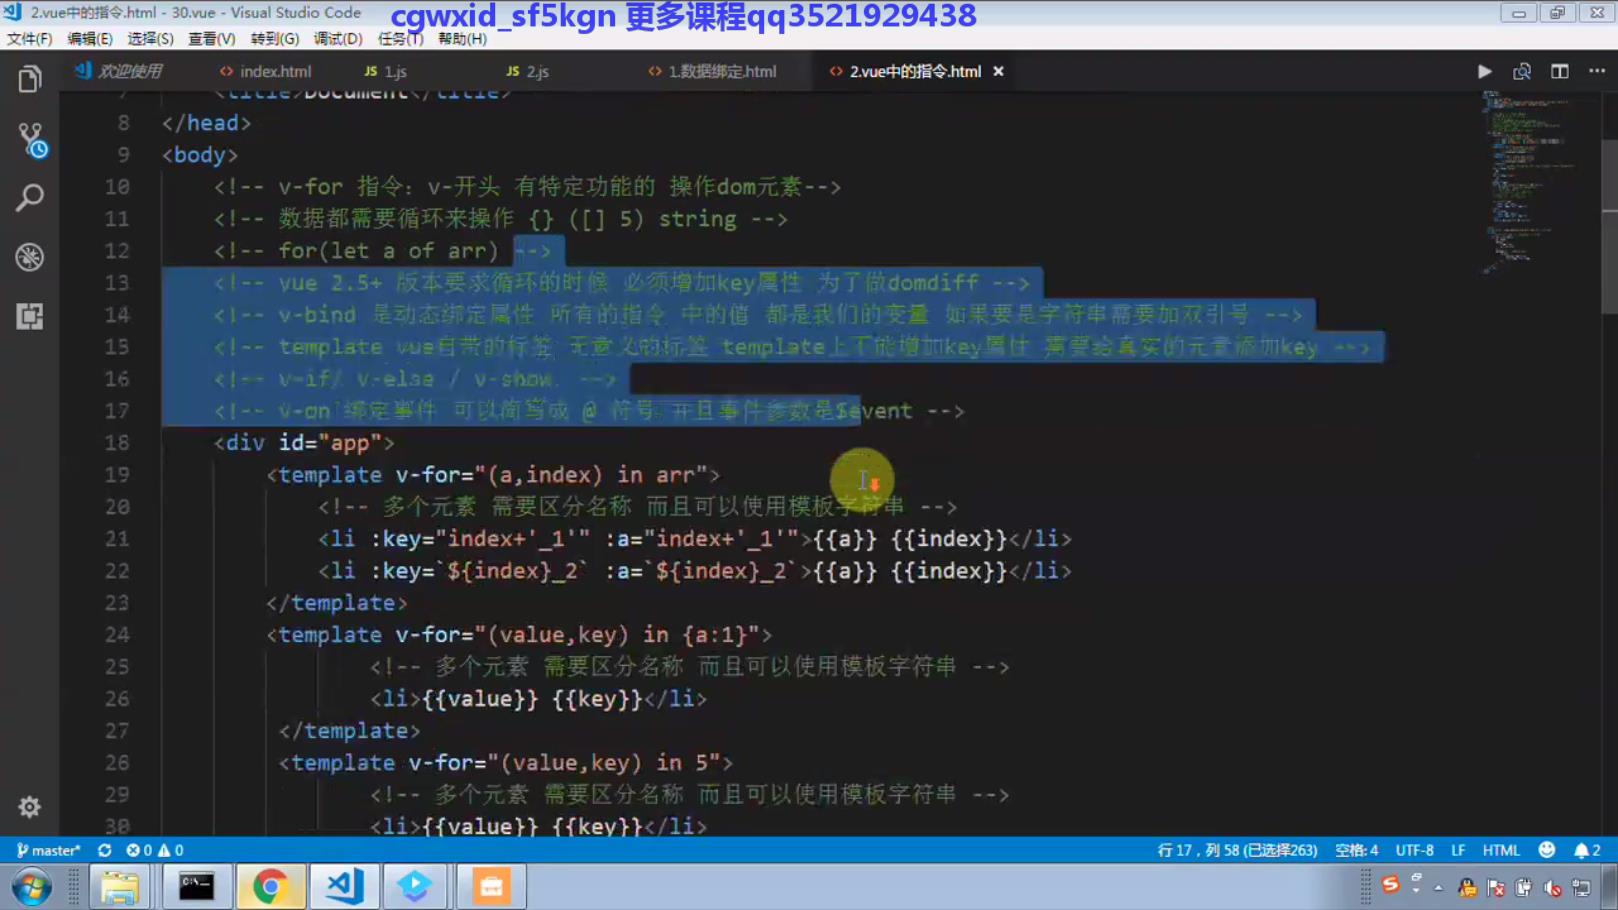 2.vue中的指令.html - 30.vue - Visual Studio Code
cgwxid_sf5kgn 更多课程qq3521929438
文件(F) 编辑(E) 选择(S) 查看(V) 转到(G) 调试(D) 任务(T) 帮助(H)
欢迎使用 <> index.html JS 1.js JS 2.js <> 1.数据绑定.html <> 2.vue中的指令.html
7 <title>Document</title>
8 </head>
9 <body>
10 <!-- v-for 指令：v-开头 有特定功能的 操作dom元素-->
11 <!-- 数据都需要循环来操作 {} ([] 5) string -->
12 <!-- for(let a of arr) -->
13 <!-- vue 2.5+ 版本要求循环的时候 必须增加key属性 为了做domdiff -->
14 <!-- v-bind 是动态绑定属性 所有的指令 中的值 都是我们的变量 如果要是字符串需要加双引号 -->
15 <!-- template vue自带的标签 无意义的标签 template上不能增加key属性 需要给真实的元素添加key -->
16 <!-- v-if/ v-else / v-show. -->
17 <!-- v-on 绑定事件 可以简写成 @ 符号 并且事件参数是$event -->
18 <div id="app">
19 <template v-for="(a,index) in arr">
20 <!-- 多个元素 需要区分名称 而且可以使用模板字符串 -->
21 <li :key="index+'_1'" :a="index+'_1'">{{a}} {{index}}</li>
22 <li :key=`${index}_2` :a=`${index}_2`>{{a}} {{index}}</li>
23 </template>
24 <template v-for="(value,key) in {a:1}">
25 <!-- 多个元素 需要区分名称 而且可以使用模板字符串 -->
26 <li>{{value}} {{key}}</li>
27 </template>
26 <template v-for="(value,key) in 5">
29 <!-- 多个元素 需要区分名称 而且可以使用模板字符串 -->
30 <li>{{value}} {{key}}</li>
master* 0 0 行 17，列 58 (已选择263) 空格: 4 UTF-8 LF HTML 2